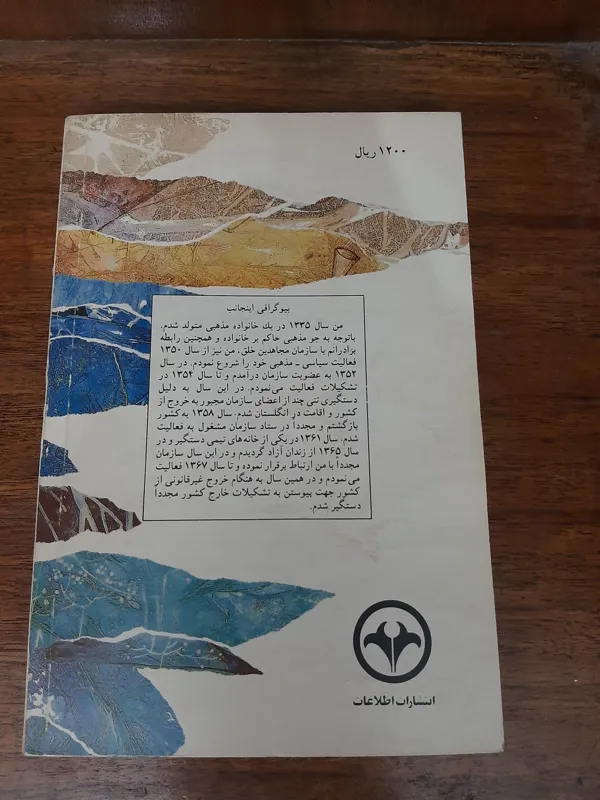 ۱۲۰۰ ریال
بیوگرافی اینجانب
من سال ۱۳۳۵ در یك خانواده مذهبی متولد شدم.
باتوجه به جو مذهبی حاکم بر خانواده و همچنین رابطه
برادرانم با سازمان مجاهدین خلق، من نیز از سال ۱۳۵۰
فعالیت سیاسی ـ مذهبی خود را شروع نمودم. در سال
۱۳۵۲ به عضویت سازمان درآمدم و تا سال ۱۳۵۴ در
تشکیلات فعالیت می‌نمودم. در این سال به دلیل
دستگیری تنی چند از اعضای سازمان مجبور به خروج از
کشور و اقامت در انگلستان شدم. سال ۱۳۵۸ به کشور
بازگشتم و مجدداً در ستاد سازمان مشغول به فعالیت
شدم. سال ۱۳۶۱ در یکی از خانه‌های تیمی دستگیر و در
سال ۱۳۶۵ از زندان آزاد گردیدم و در این سال سازمان
مجدداً با من ارتباط برقرار نموده و تا سال ۱۳۶۷ فعالیت
می‌نمودم و در همین سال به هنگام خروج غیرقانونی از
کشور جهت پیوستن به تشکیلات خارج کشور مجدداً
دستگیر شدم.
انتشارات اطلاعات